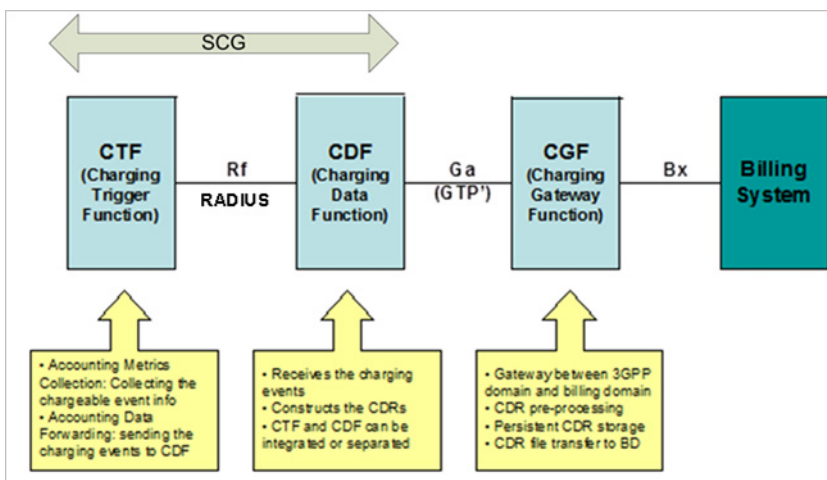 SCG
CTF
(Charging
Trigger
Function)
Rf
RADIUS
CDF
(Charging
Data
Function)
Ga
(GTP')
CGF
(Charging
Gateway
Function)
Bx
Billing
System
• Accounting Metrics
Collection: Collecting the
chargeable event info
• Accounting Data
Forwarding: sending the
charging events to CDF
• Receives the charging
events
• Constructs the CDRs
• CTF and CDF can be
integrated or separated
• Gateway between 3GPP
domain and billing domain
• CDR pre-processing
• Persistent CDR storage
• CDR file transfer to BD